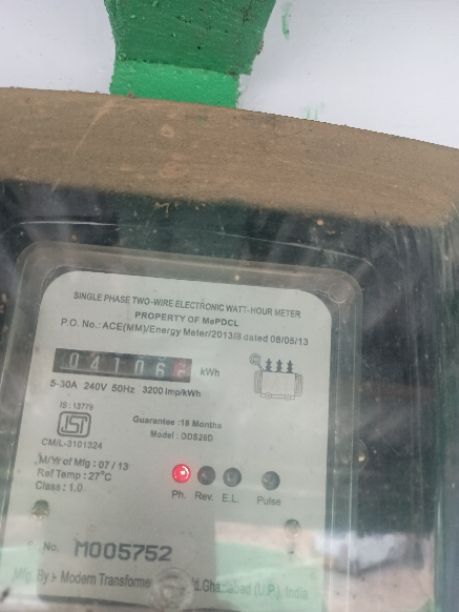 SINGLE PHASE TWO-WIRE ELECTRONIC WATT-HOUR METER
PROPERTY OF MePDCL
P.O. No.: ACE(MM)/Energy Meter/2013/8 dated 08/05/13
04106 kWh
5-30A 240V 50Hz 3200 Imp/kWh
IS : 13779
ISI
CM/L-3101324
Guarantee : 18 Months
Model : DDS28D
M/Yr of Mfg : 07 / 13
Ref Temp : 27°C
Class : 1.0
Ph. Rev. E.L. Pulse
No. M005752
Mfg. By :- Modern Transforme Ghaziabad (U.P.), India